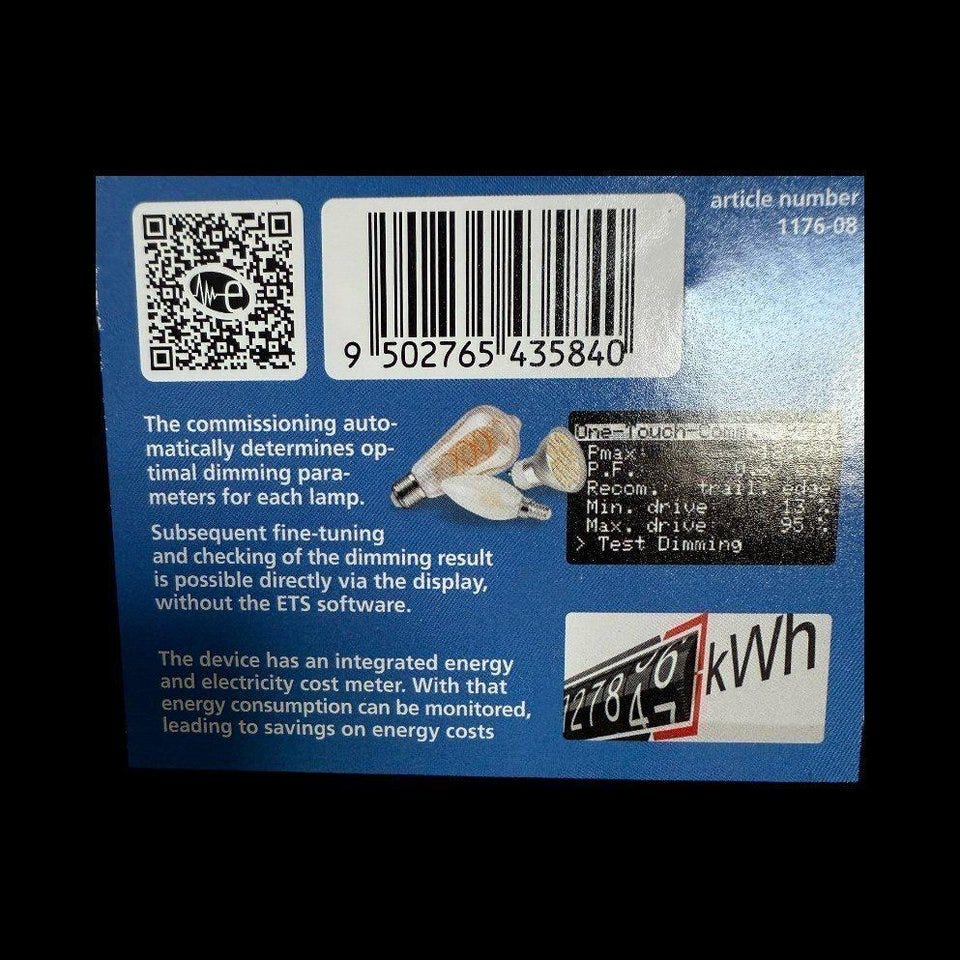 article number
1176-08
9 502765 435840
The commissioning auto-
matically determines op-
timal dimming para-
meters for each lamp.
One-Touch-Comm.
Pmax
P.F.
Recom.: trail. edge
Min. drive 13 %
Max. drive 95 %
> Test Dimming
Subsequent fine-tuning
and checking of the dimming result
is possible directly via the display,
without the ETS software.
The device has an integrated energy
and electricity cost meter. With that
energy consumption can be monitored,
leading to savings on energy costs
kWh